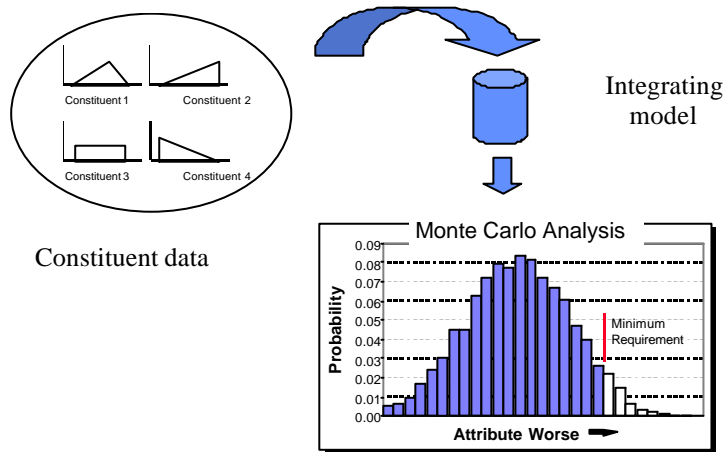 Constituent 1
Constituent 2
Constituent 3
Constituent 4
Constituent data
Integrating
model
Monte Carlo Analysis
Probability
0.09
0.08
0.07
0.06
0.05
0.04
0.03
0.02
0.01
0.00
Minimum
Requirement
Attribute Worse